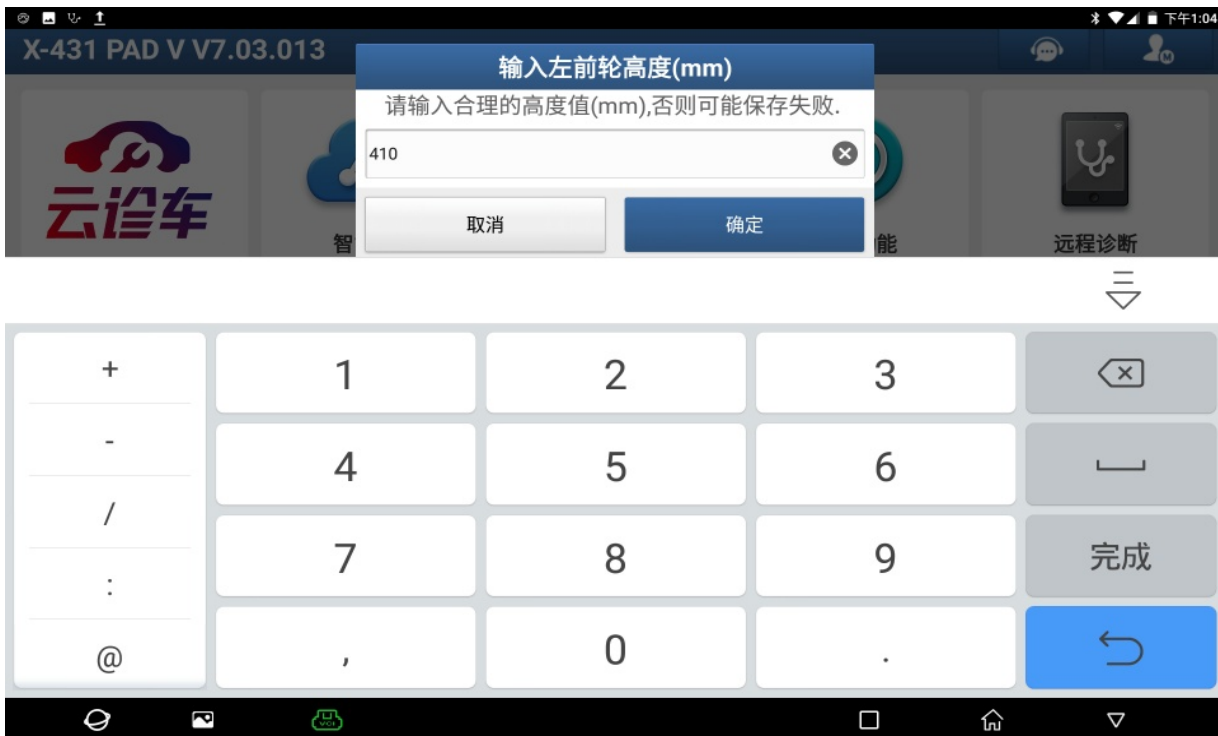 下午1:04
X-431 PAD V V7.03.013
输入左前轮高度(mm)
请输入合理的高度值(mm),否则可能保存失败.
410
取消
确定
云诊车
智
能
远程诊断
+
1
2
3
-
4
5
6
/
7
8
9
完成
:
@
,
0
.
VCI